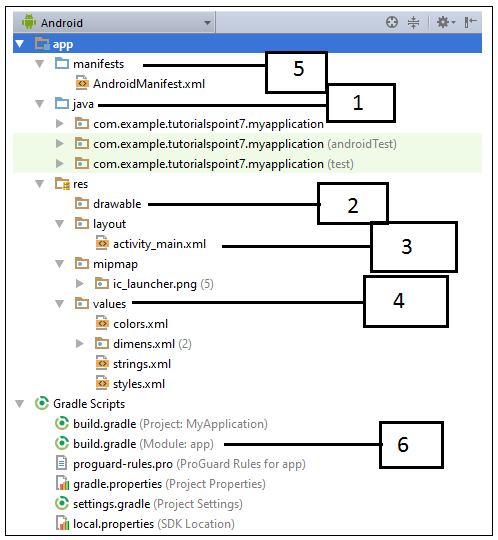 Android
app
manifests
5
AndroidManifest.xml
java
1
com.example.tutorialspoint7.myapplication
com.example.tutorialspoint7.myapplication (androidTest)
com.example.tutorialspoint7.myapplication (test)
res
drawable
2
layout
activity_main.xml
3
mipmap
ic_launcher.png (5)
values
4
colors.xml
dimens.xml (2)
strings.xml
styles.xml
Gradle Scripts
build.gradle (Project: MyApplication)
build.gradle (Module: app)
6
proguard-rules.pro (ProGuard Rules for app)
gradle.properties (Project Properties)
settings.gradle (Project Settings)
local.properties (SDK Location)